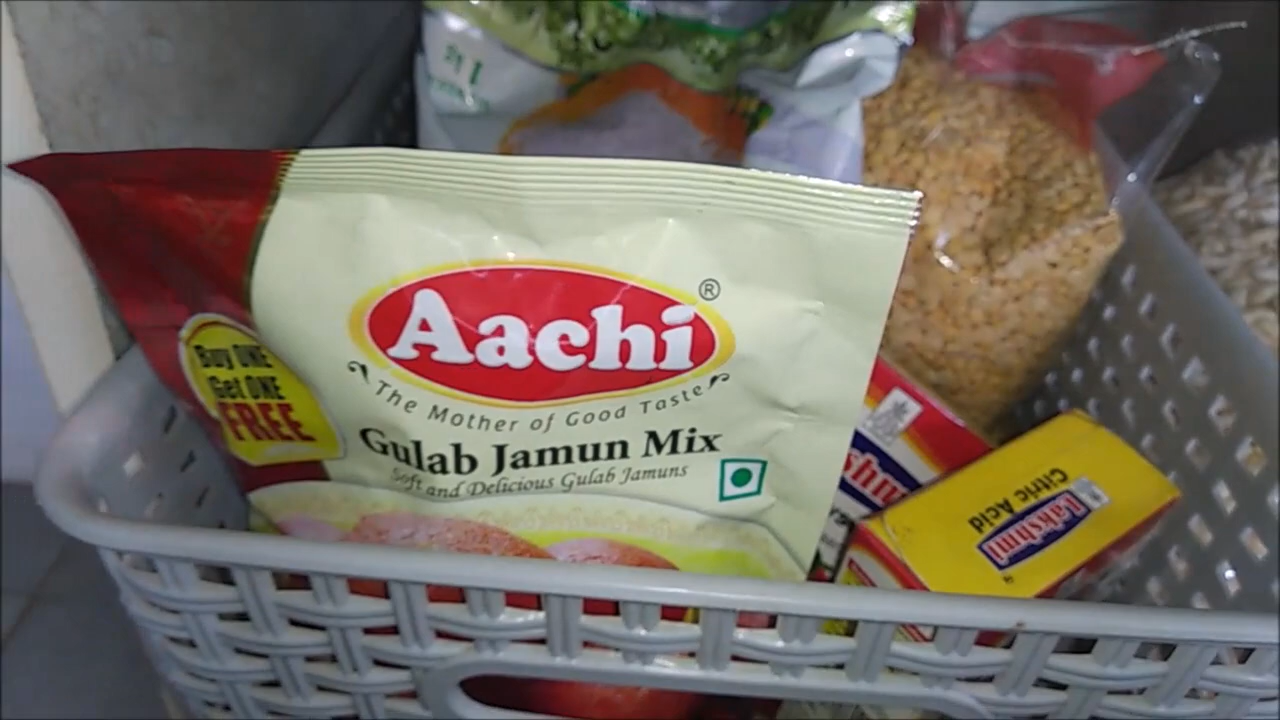 Aachi
®
The Mother of Good Taste
Gulab Jamun Mix
Soft and Delicious Gulab Jamuns
Buy ONE
Get ONE
FREE
Citric Acid
Lakshmi